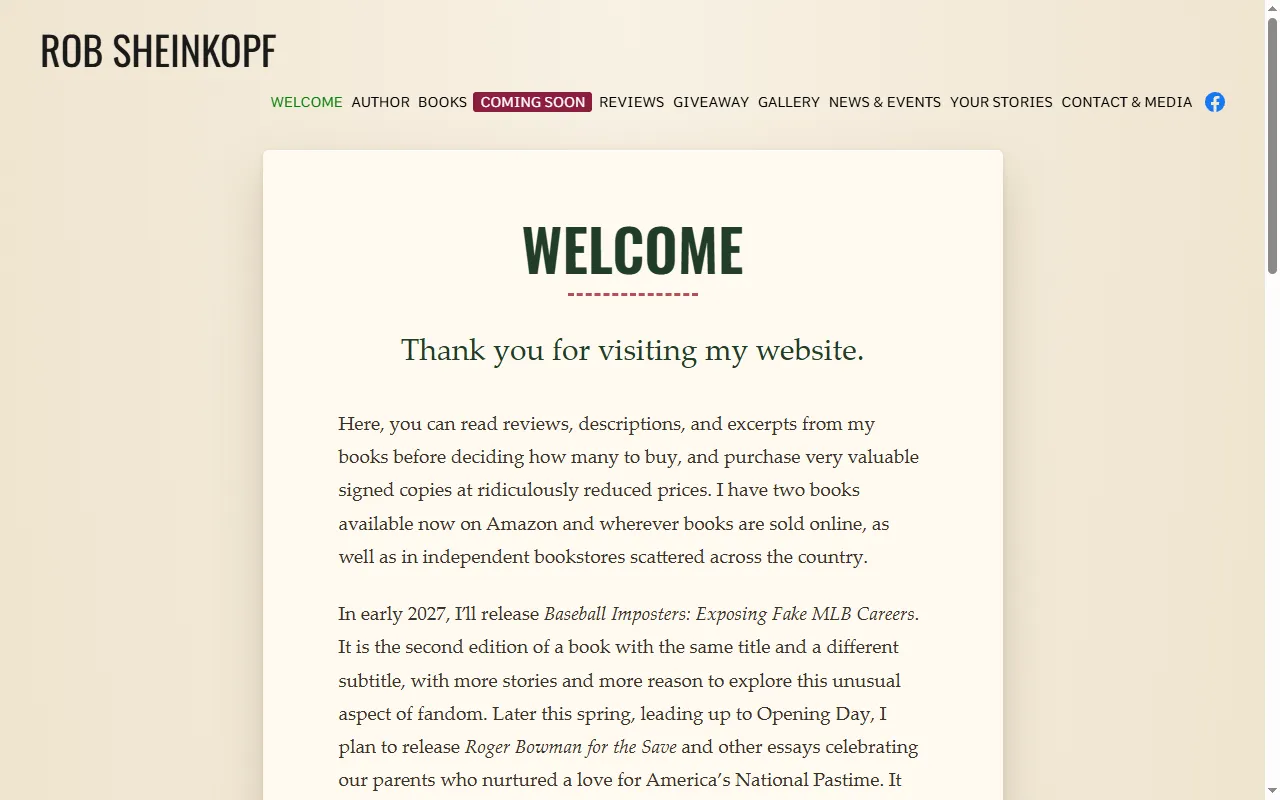 ROB SHEINKOPF
WELCOME AUTHOR BOOKS COMING SOON REVIEWS GIVEAWAY GALLERY NEWS & EVENTS YOUR STORIES CONTACT & MEDIA
WELCOME
Thank you for visiting my website.
Here, you can read reviews, descriptions, and excerpts from my
books before deciding how many to buy, and purchase very valuable
signed copies at ridiculously reduced prices. I have two books
available now on Amazon and wherever books are sold online, as
well as in independent bookstores scattered across the country.
In early 2027, I’ll release Baseball Imposters: Exposing Fake MLB Careers.
It is the second edition of a book with the same title and a different
subtitle, with more stories and more reason to explore this unusual
aspect of fandom. Later this spring, leading up to Opening Day, I
plan to release Roger Bowman for the Save and other essays celebrating
our parents who nurtured a love for America’s National Pastime. It